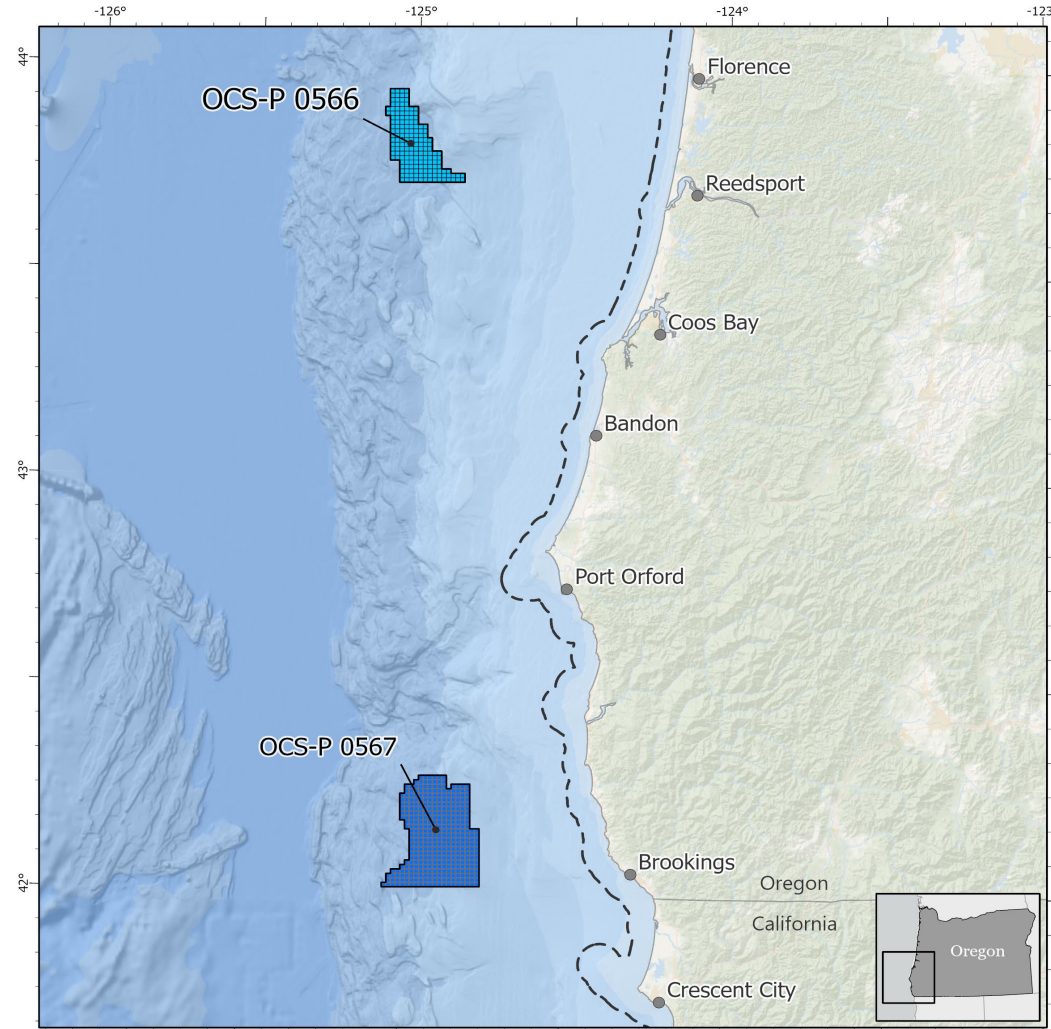 -126°
-125°
-124°
-123
44°
Florence
OCS-P 0566
Reedsport
Coos Bay
Bandon
43°
Port Orford
OCS-P 0567
Brookings
42°
Oregon
California
Oregon
Crescent City